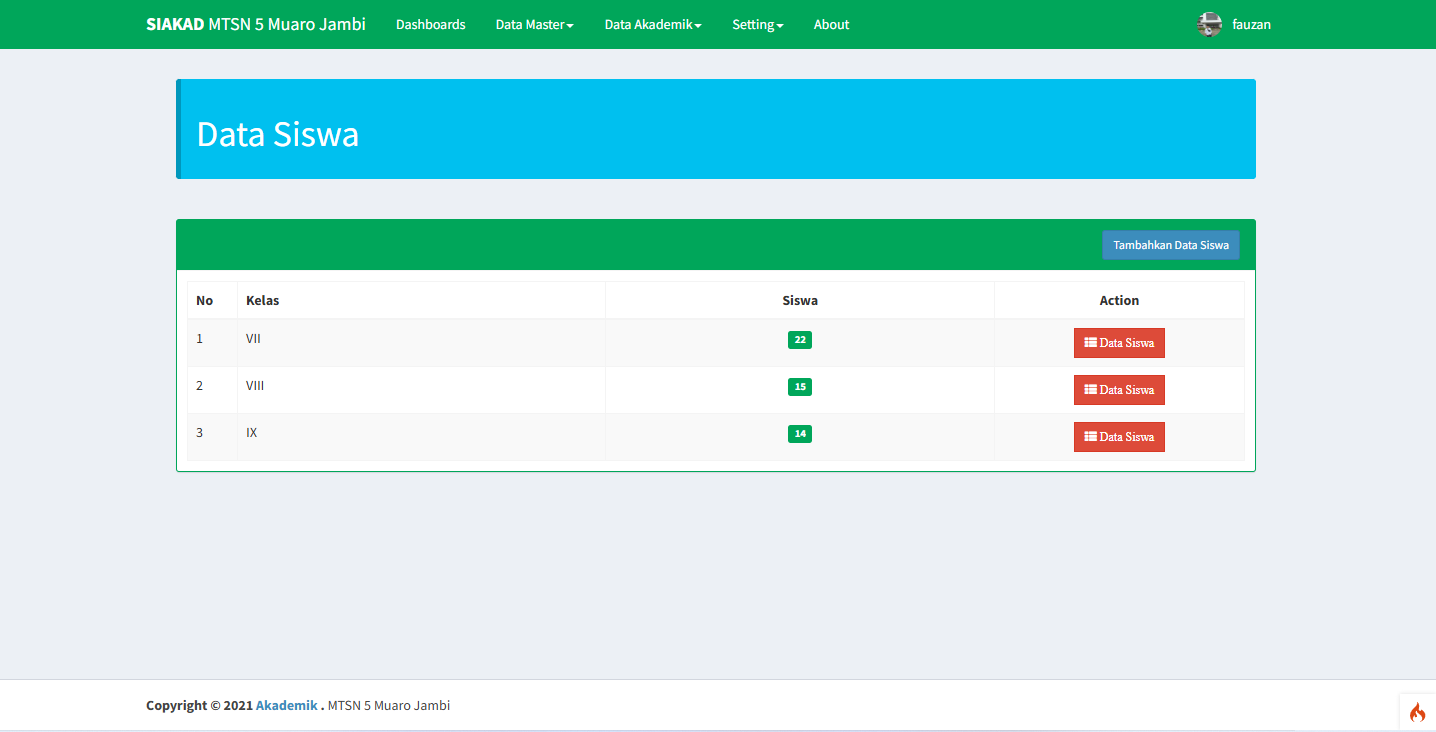 SIAKAD MTSN 5 Muaro Jambi Dashboards Data Master Data Akademik Setting About fauzan
Data Siswa
Tambahkan Data Siswa
No Kelas Siswa Action
1 VII 22 Data Siswa
2 VIII 15 Data Siswa
3 IX 14 Data Siswa
Copyright © 2021 Akademik . MTSN 5 Muaro Jambi